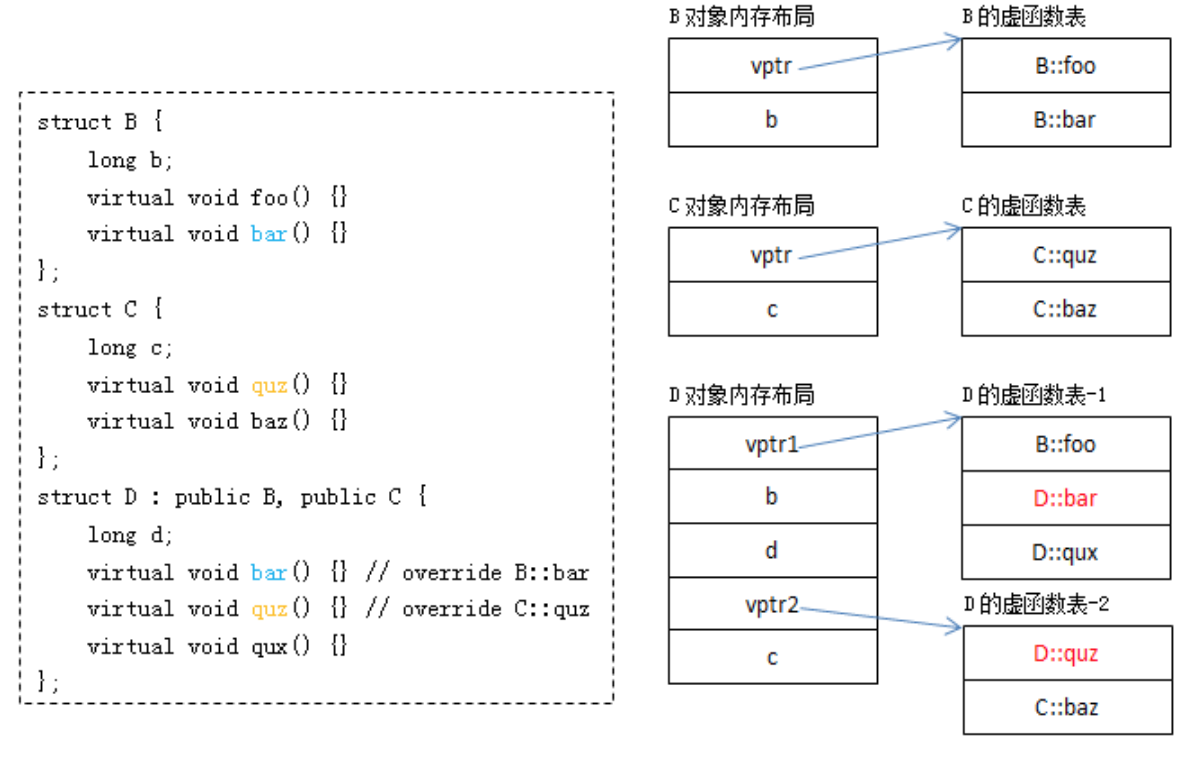 struct B {
    long b;
    virtual void foo() {}
    virtual void bar() {}
};
struct C {
    long c;
    virtual void quz() {}
    virtual void baz() {}
};
struct D : public B, public C {
    long d;
    virtual void bar() {} // override B::bar
    virtual void quz() {} // override C::quz
    virtual void qux() {}
};
B 对象内存布局
vptr
b
B 的虚函数表
B::foo
B::bar
C 对象内存布局
vptr
c
C 的虚函数表
C::quz
C::baz
D 对象内存布局
vptr1
b
d
vptr2
c
D 的虚函数表-1
B::foo
D::bar
D::qux
D 的虚函数表-2
D::quz
C::baz